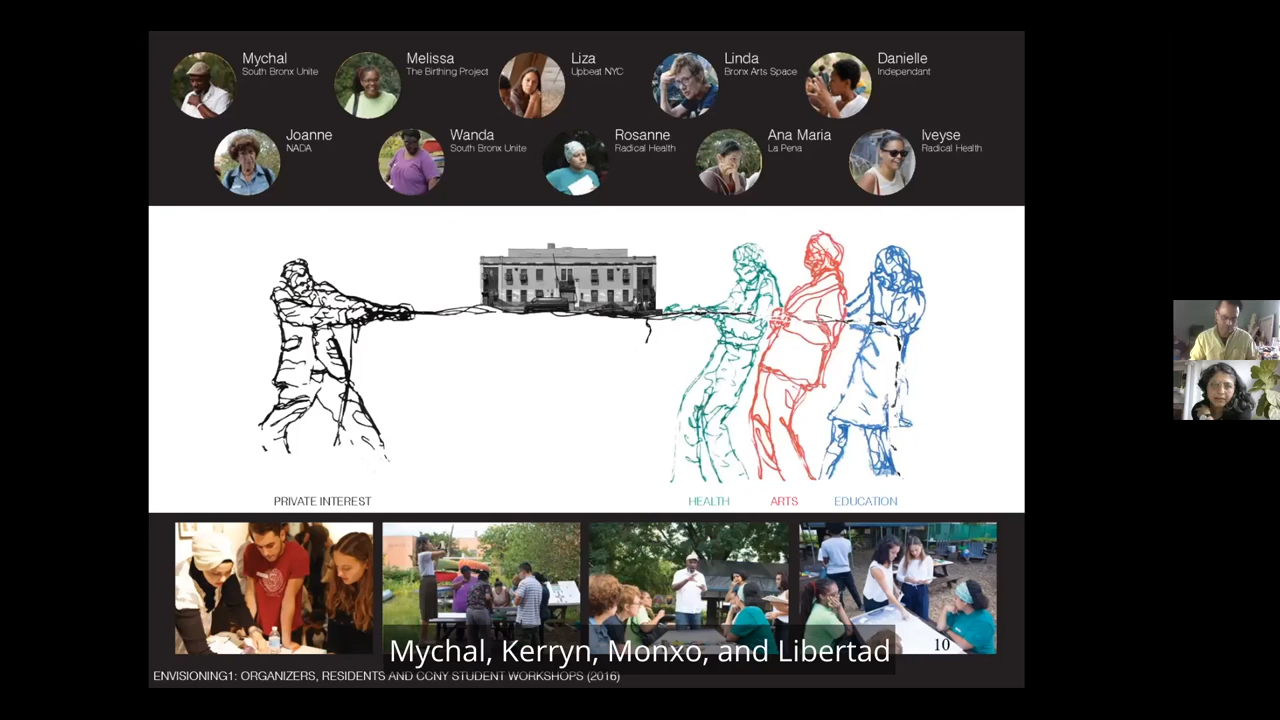 Mychal
South Bronx Unite
Melissa
The Birthing Project
Liza
Upbeat NYC
Linda
Bronx Arts Space
Danielle
Independant
Joanne
NADA
Wanda
South Bronx Unite
Rosanne
Radical Health
Ana Maria
La Pena
Iveyse
Radical Health
PRIVATE INTEREST
HEALTH
ARTS
EDUCATION
10
Mychal, Kerryn, Monxo, and Libertad
ENVISIONING1: ORGANIZERS, RESIDENTS AND CCNY STUDENT WORKSHOPS (2016)